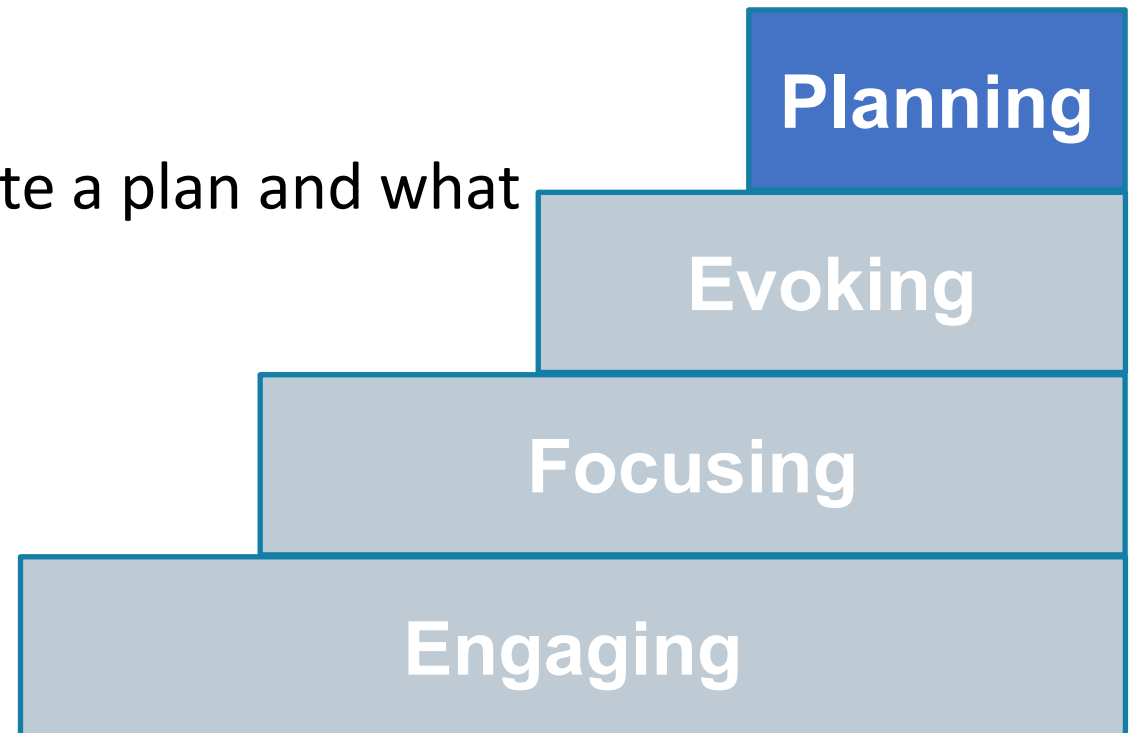 Planning
te a plan and what
Evoking
Focusing
Engaging